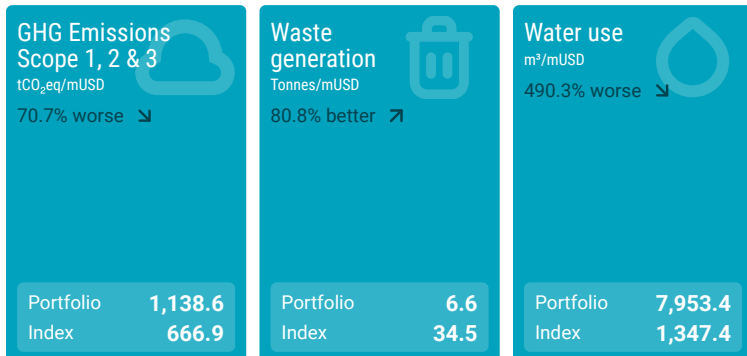 GHG Emissions
Scope 1, 2 & 3
tCO₂eq/mUSD
70.7% worse ↘
Portfolio 1,138.6
Index 666.9
Waste
generation
Tonnes/mUSD
80.8% better ↗
Portfolio 6.6
Index 34.5
Water use
m³/mUSD
490.3% worse ↘
Portfolio 7,953.4
Index 1,347.4